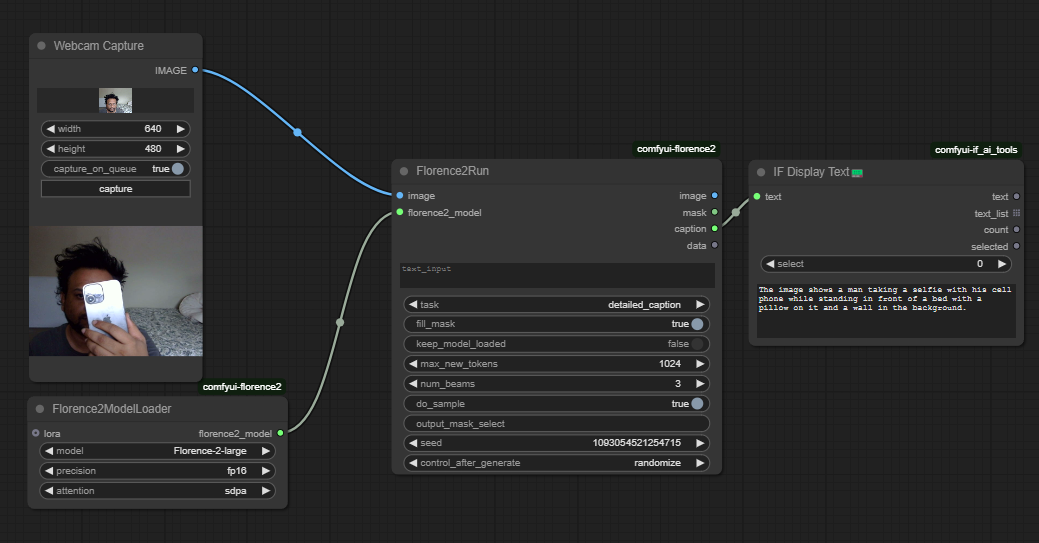 Webcam Capture
IMAGE
width 640
height 480
capture_on_queue true
capture
comfyui-florence2
Florence2ModelLoader
lora florence2_model
model Florence-2-large
precision fp16
attention sdpa
comfyui-florence2
Florence2Run
image image
florence2_model mask
caption
data
text_input
task detailed_caption
fill_mask true
keep_model_loaded false
max_new_tokens 1024
num_beams 3
do_sample true
output_mask_select
seed 1093054521254715
control_after_generate randomize
comfyui-if_ai_tools
IF Display Text
text text
text_list
count
selected
select 0
The image shows a man taking a selfie with his cell
phone while standing in front of a bed with a
pillow on it and a wall in the background.